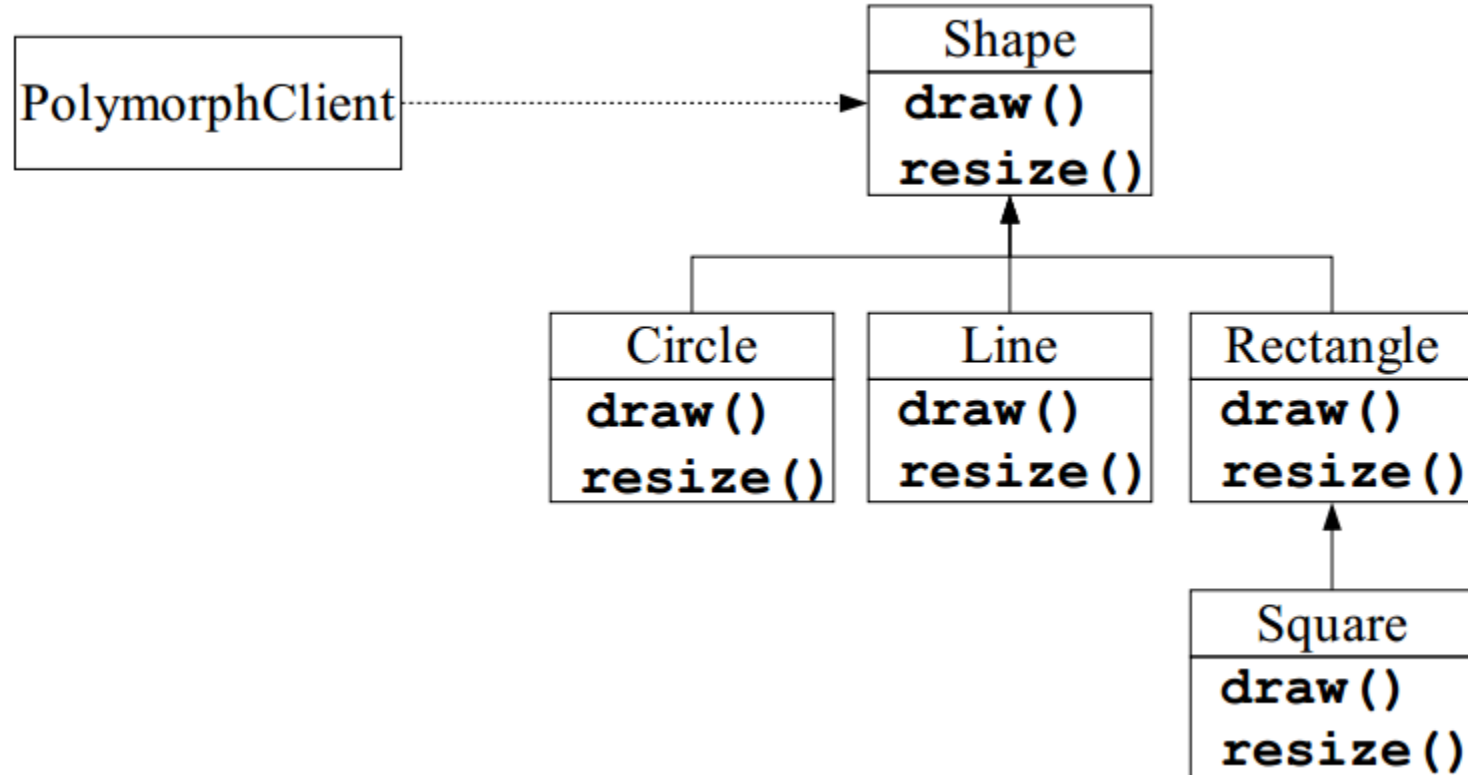 Shape
PolymorphClient
draw()
resize()
Circle
draw()
resize()
Line
draw()
resize()
Rectangle
draw()
resize()
Square
draw()
resize()